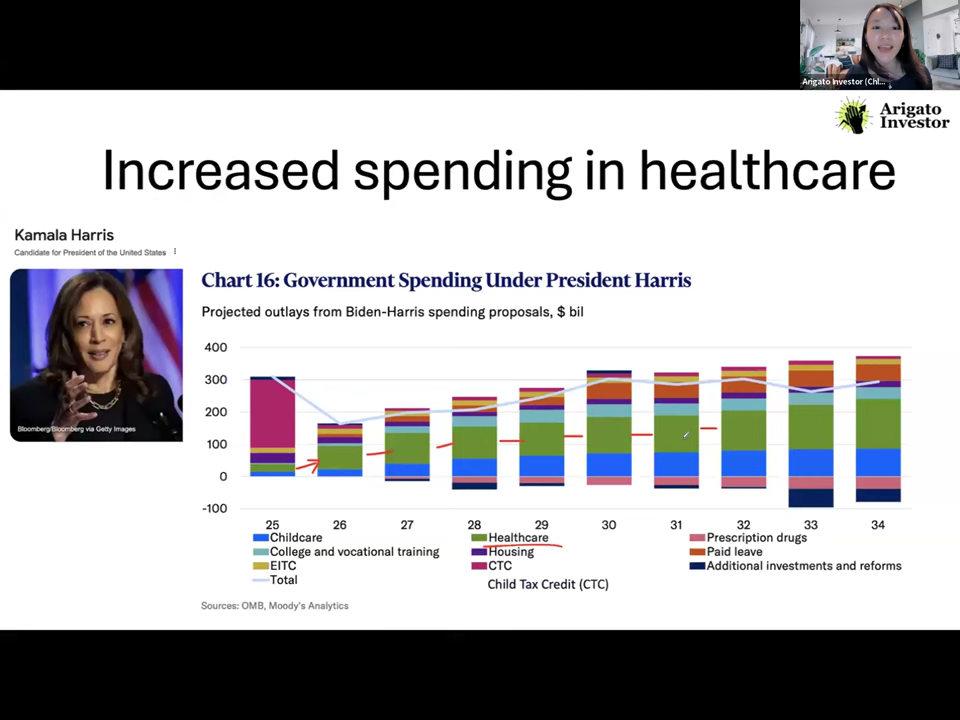 Arigato Investor (Chl...
Arigato
Investor
Increased spending in healthcare
Kamala Harris
Candidate for President of the United States
Bloomberg/Bloomberg via Getty Images
Chart 16: Government Spending Under President Harris
Projected outlays from Biden-Harris spending proposals, $ bil
400
300
200
100
0
-100
25 26 27 28 29 30 31 32 33 34
Childcare Healthcare Prescription drugs
College and vocational training Housing Paid leave
EITC CTC Additional investments and reforms
Total Child Tax Credit (CTC)
Sources: OMB, Moody's Analytics